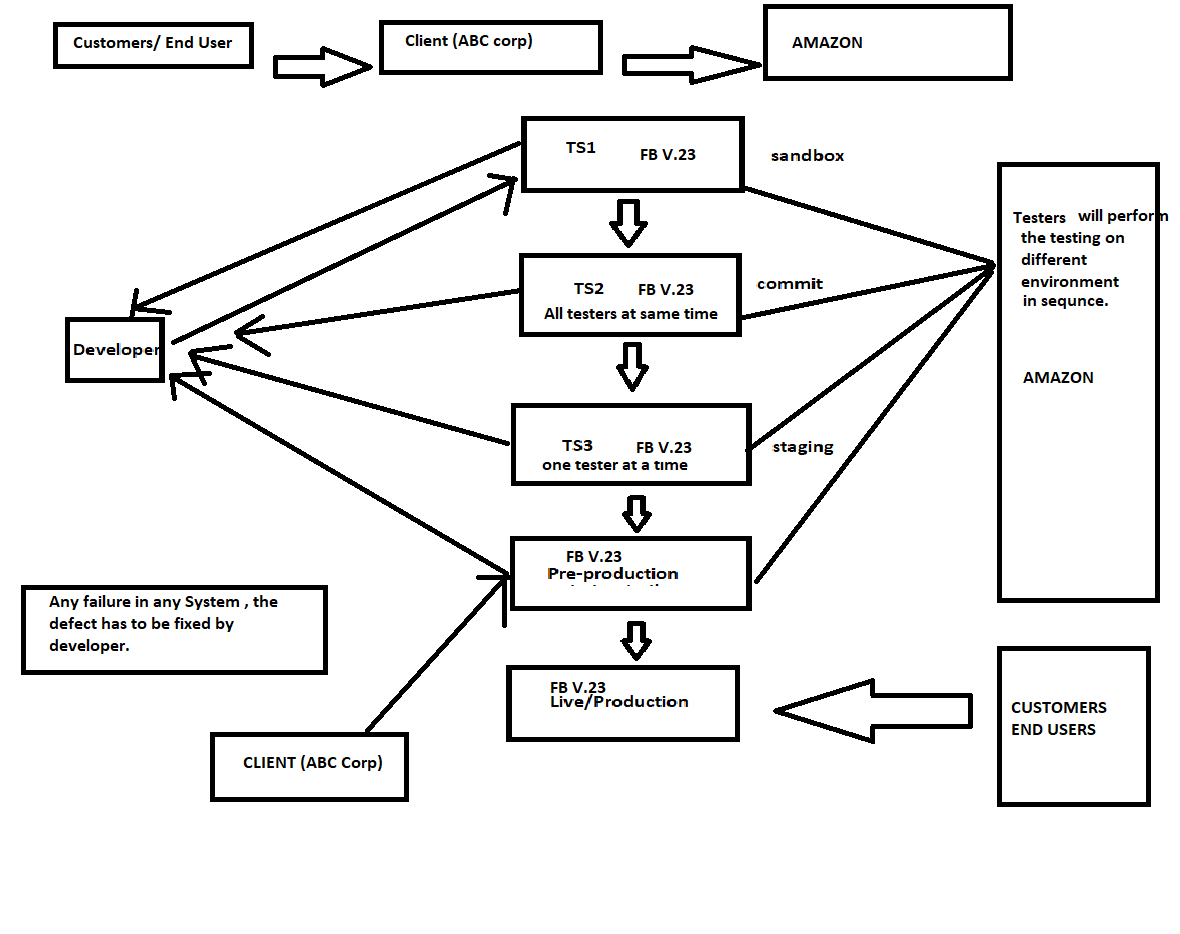 Customers/ End User
Client (ABC corp)
AMAZON
TS1 FB V.23
sandbox
TS2 FB V.23
All testers at same time
commit
Testers will perform
the testing on
different
environment
in sequnce.
AMAZON
Developer
TS3 FB V.23
one tester at a time
staging
FB V.23
Pre-production
Any failure in any System , the
defect has to be fixed by
developer.
FB V.23
Live/Production
CUSTOMERS
END USERS
CLIENT (ABC Corp)